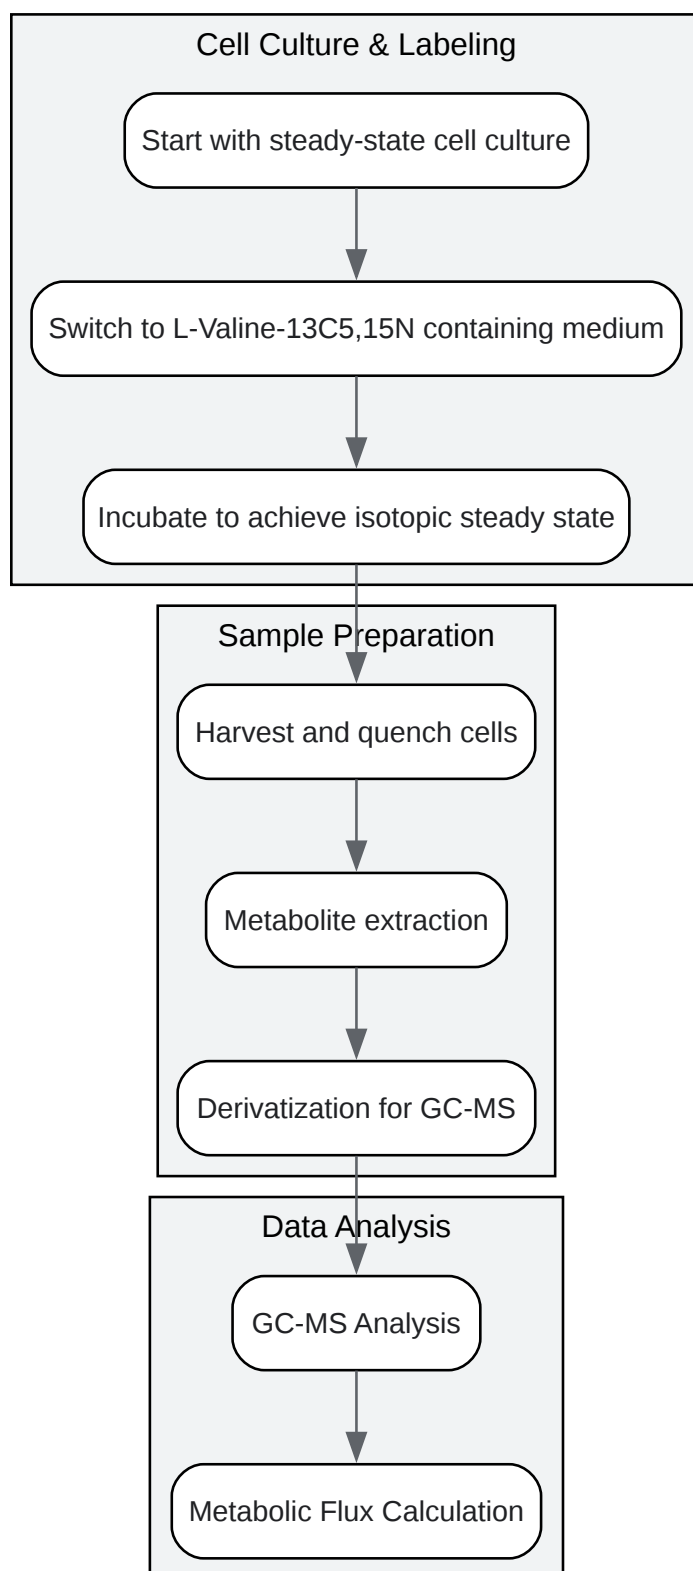 Cell Culture & Labeling
Start with steady-state cell culture
Switch to L-Valine-13C5,15N containing medium
Incubate to achieve isotopic steady state
Sample Preparation
Harvest and quench cells
Metabolite extraction
Derivatization for GC-MS
Data Analysis
GC-MS Analysis
Metabolic Flux Calculation